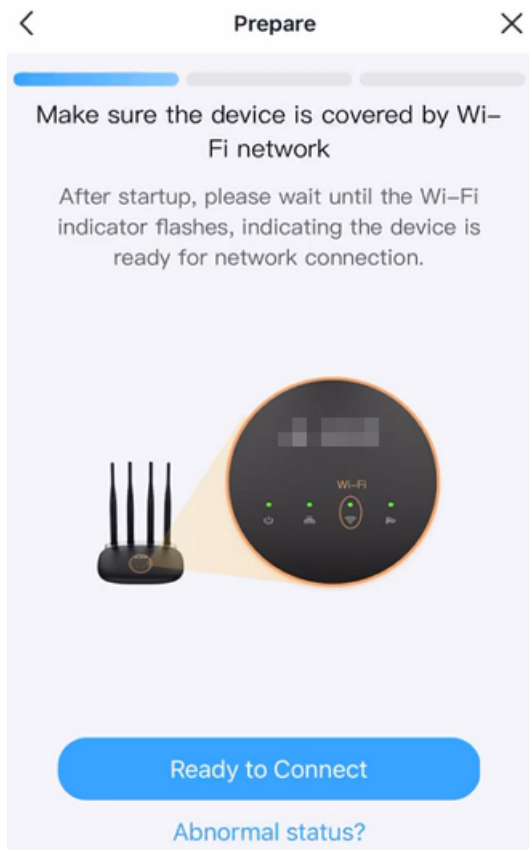 Prepare
Make sure the device is covered by Wi-
Fi network
After startup, please wait until the Wi-Fi
indicator flashes, indicating the device is
ready for network connection.
Wi-Fi
Ready to Connect
Abnormal status?